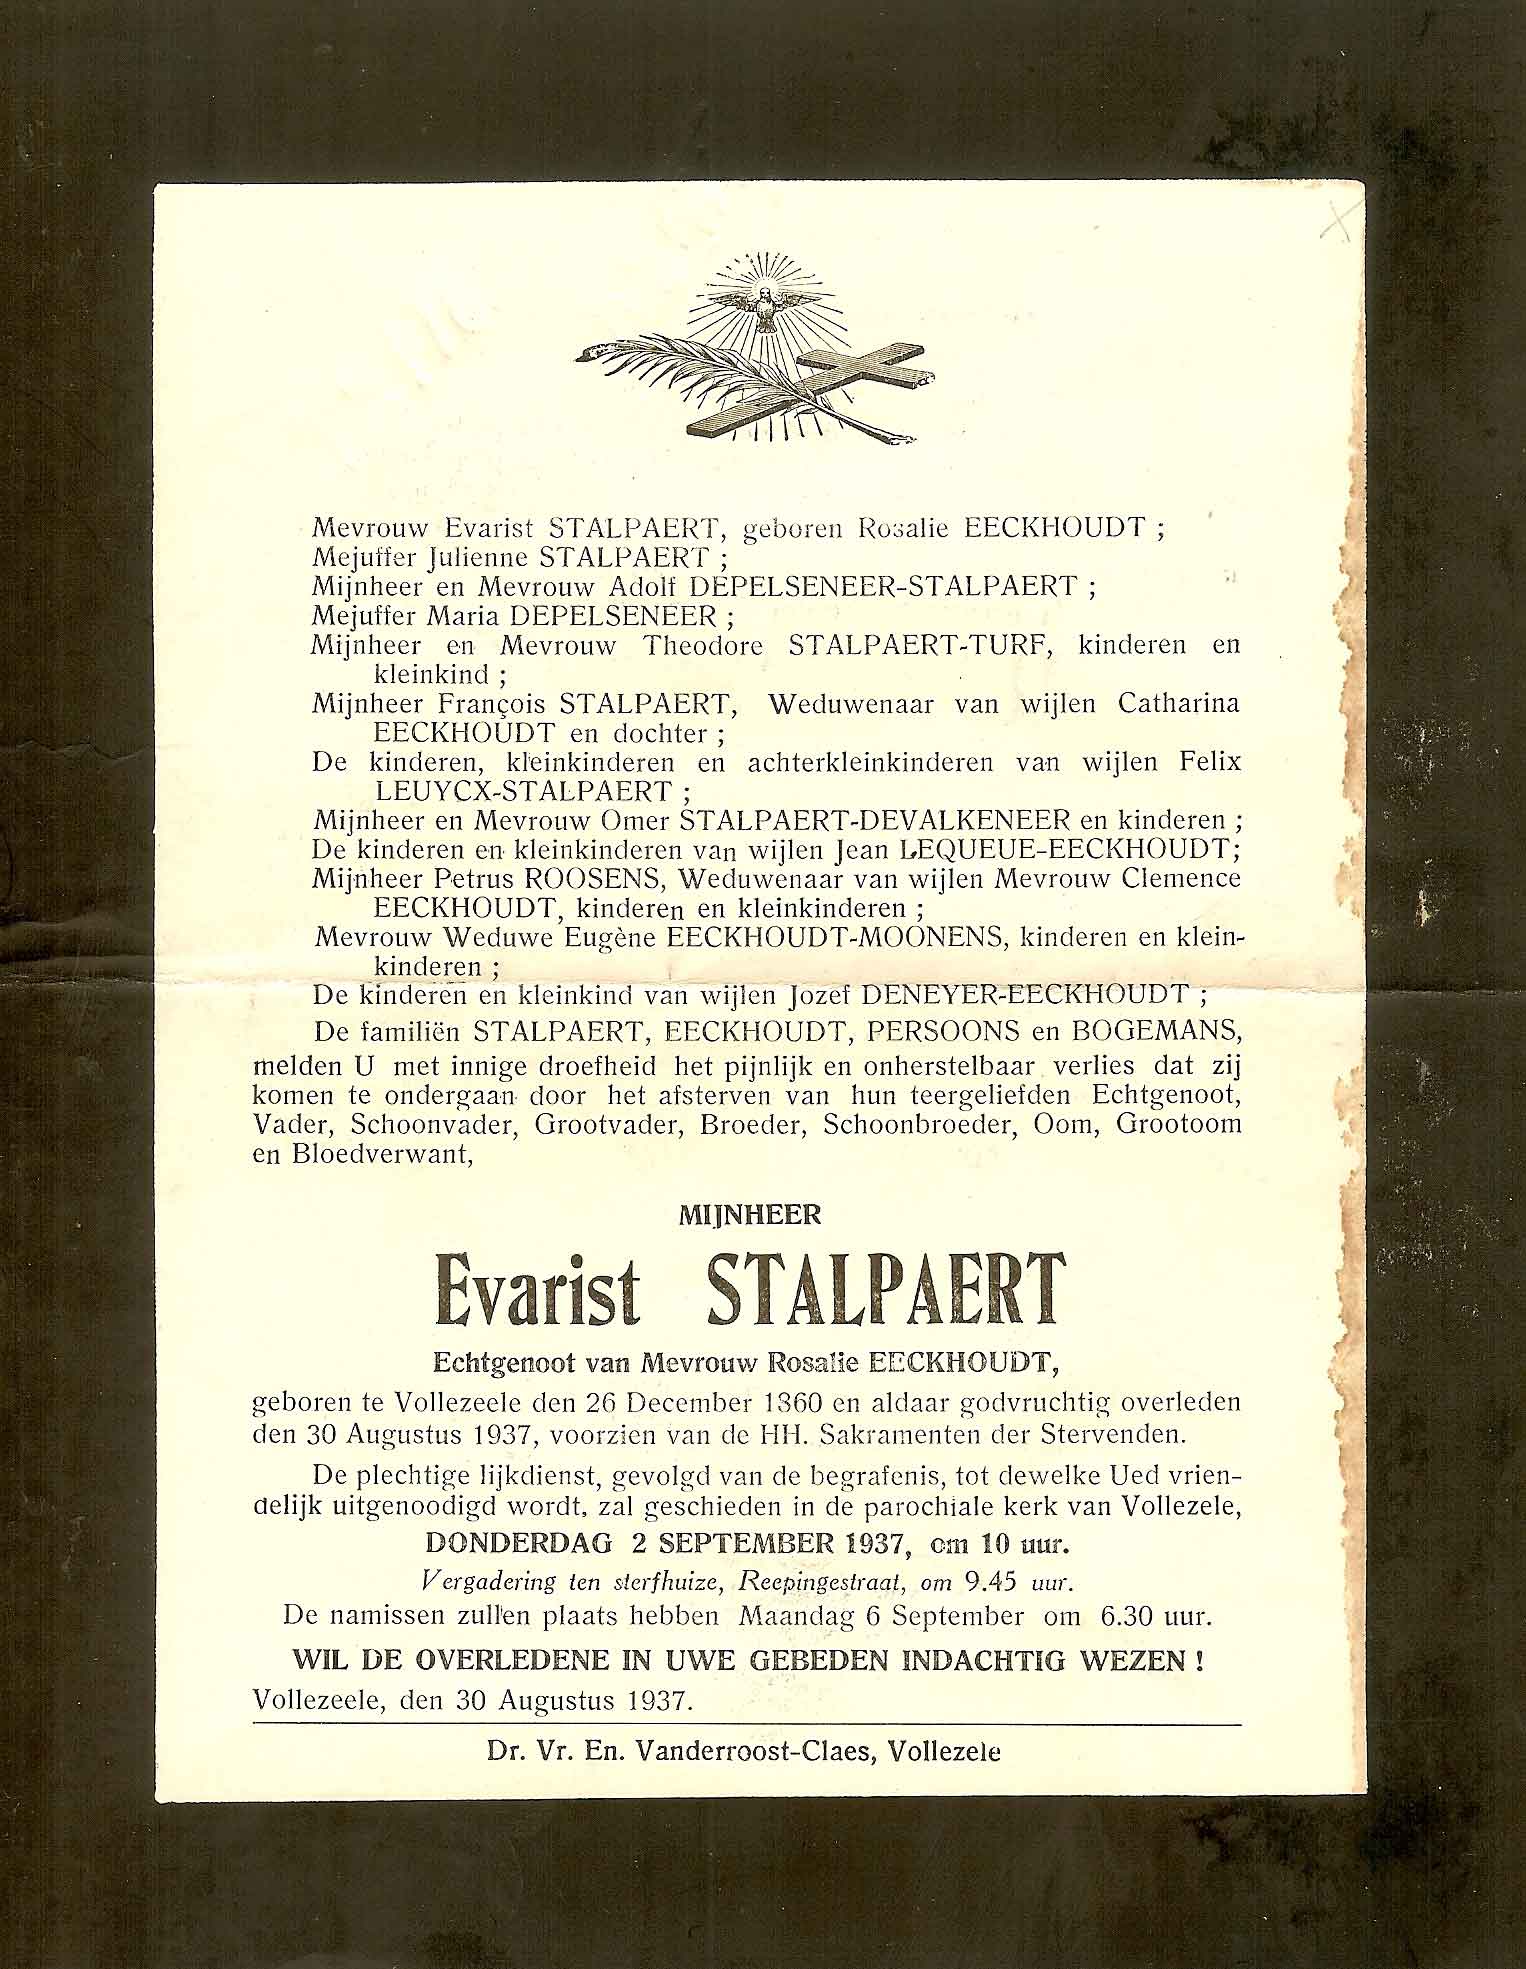 Mevrouw Evarist STALPAERT, geboren Rosalie EECKHOUDT ;
Mejuffer Julienne STALPAERT ;
Mijnheer en Mevrouw Adolf DEPELSENEER-STALPAERT ;
Mejuffer Maria DEPELSENEER ;
Mijnheer en Mevrouw Theodore STALPAERT-TURF, kinderen en
kleinkind ;
Mijnheer François STALPAERT, Weduwenaar van wijlen Catharina
EECKHOUDT en dochter ;
De kinderen, kleinkinderen en achterkleinkinderen van wijlen Felix
LEUYCX-STALPAERT ;
Mijnheer en Mevrouw Omer STALPAERT-DEVALKENEER en kinderen ;
De kinderen en kleinkinderen van wijlen Jean LEQUEUE-EECKHOUDT;
Mijnheer Petrus ROOSENS, Weduwenaar van wijlen Mevrouw Clemence
EECKHOUDT, kinderen en kleinkinderen ;
Mevrouw Weduwe Eugène EECKHOUDT-MOONENS, kinderen en klein-
kinderen ;
De kinderen en kleinkind van wijlen Jozef DENEYER-EECKHOUDT ;
De familiën STALPAERT, EECKHOUDT, PERSOONS en BOGEMANS,
melden U met innige droefheid het pijnlijk en onherstelbaar verlies dat zij
komen te ondergaan door het afsterven van hun teergeliefden Echtgenoot,
Vader, Schoonvader, Grootvader, Broeder, Schoonbroeder, Oom, Grootoom
en Bloedverwant,
MIJNHEER
Evarist STALPAERT
Echtgenoot van Mevrouw Rosalie EECKHOUDT,
geboren te Vollezeele den 26 December 1860 en aldaar godvruchtig overleden
den 30 Augustus 1937, voorzien van de HH. Sakramenten der Stervenden.
De plechtige lijkdienst, gevolgd van de begrafenis, tot dewelke Ued vrien-
delijk uitgenoodigd wordt, zal geschieden in de parochiale kerk van Vollezele,
DONDERDAG 2 SEPTEMBER 1937, om 10 uur.
Vergadering ten sterfhuize, Reepingestraat, om 9.45 uur.
De namissen zullen plaats hebben Maandag 6 September om 6.30 uur.
WIL DE OVERLEDENE IN UWE GEBEDEN INDACHTIG WEZEN !
Vollezeele, den 30 Augustus 1937.
Dr. Vr. En. Vanderroost-Claes, Vollezele